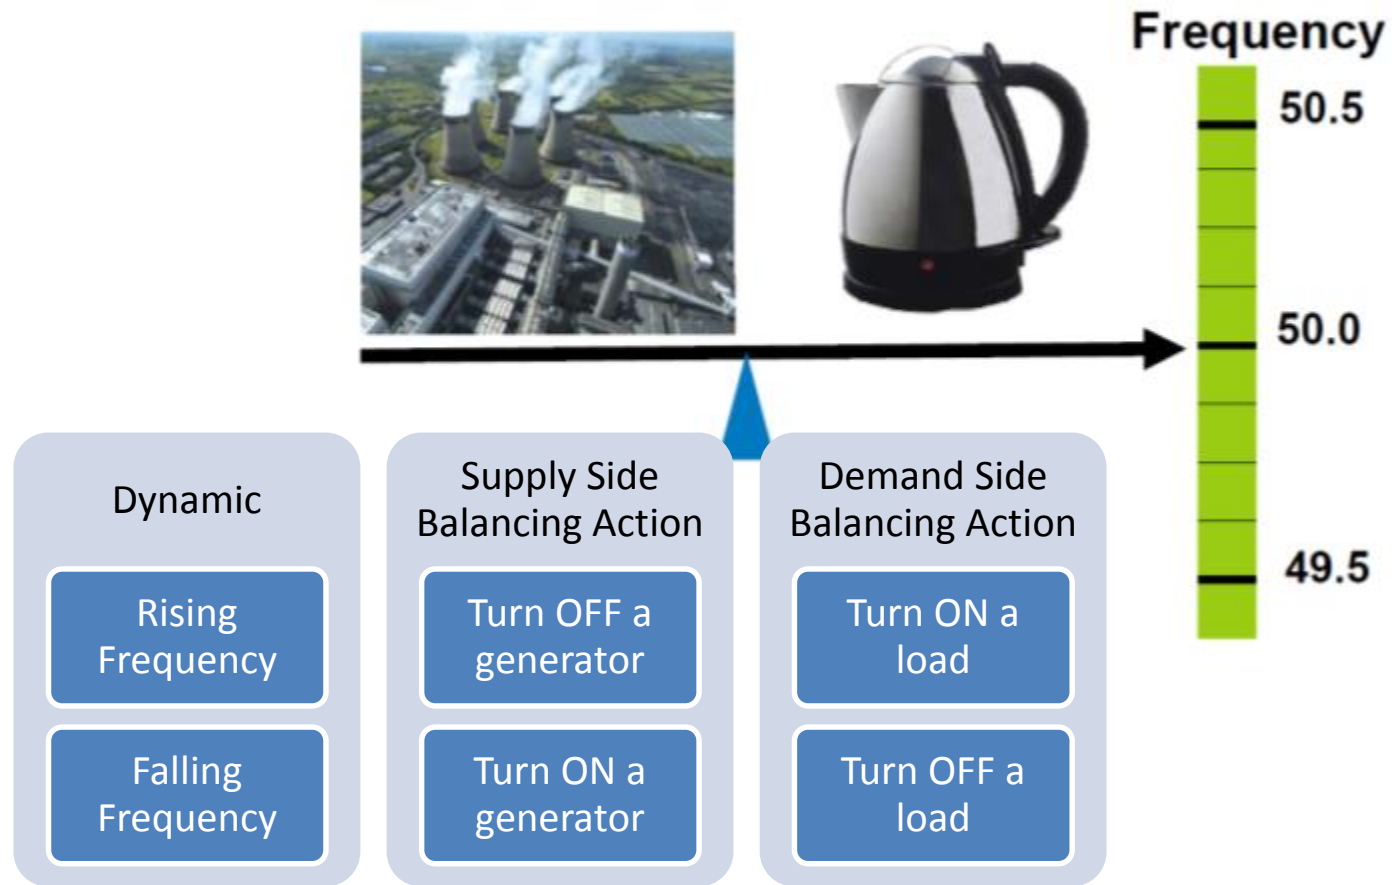 Frequency
50.5
50.0
49.5
Dynamic
Rising
Frequency
Falling
Frequency
Supply Side
Balancing Action
Turn OFF a
generator
Turn ON a
generator
Demand Side
Balancing Action
Turn ON a
load
Turn OFF a
load